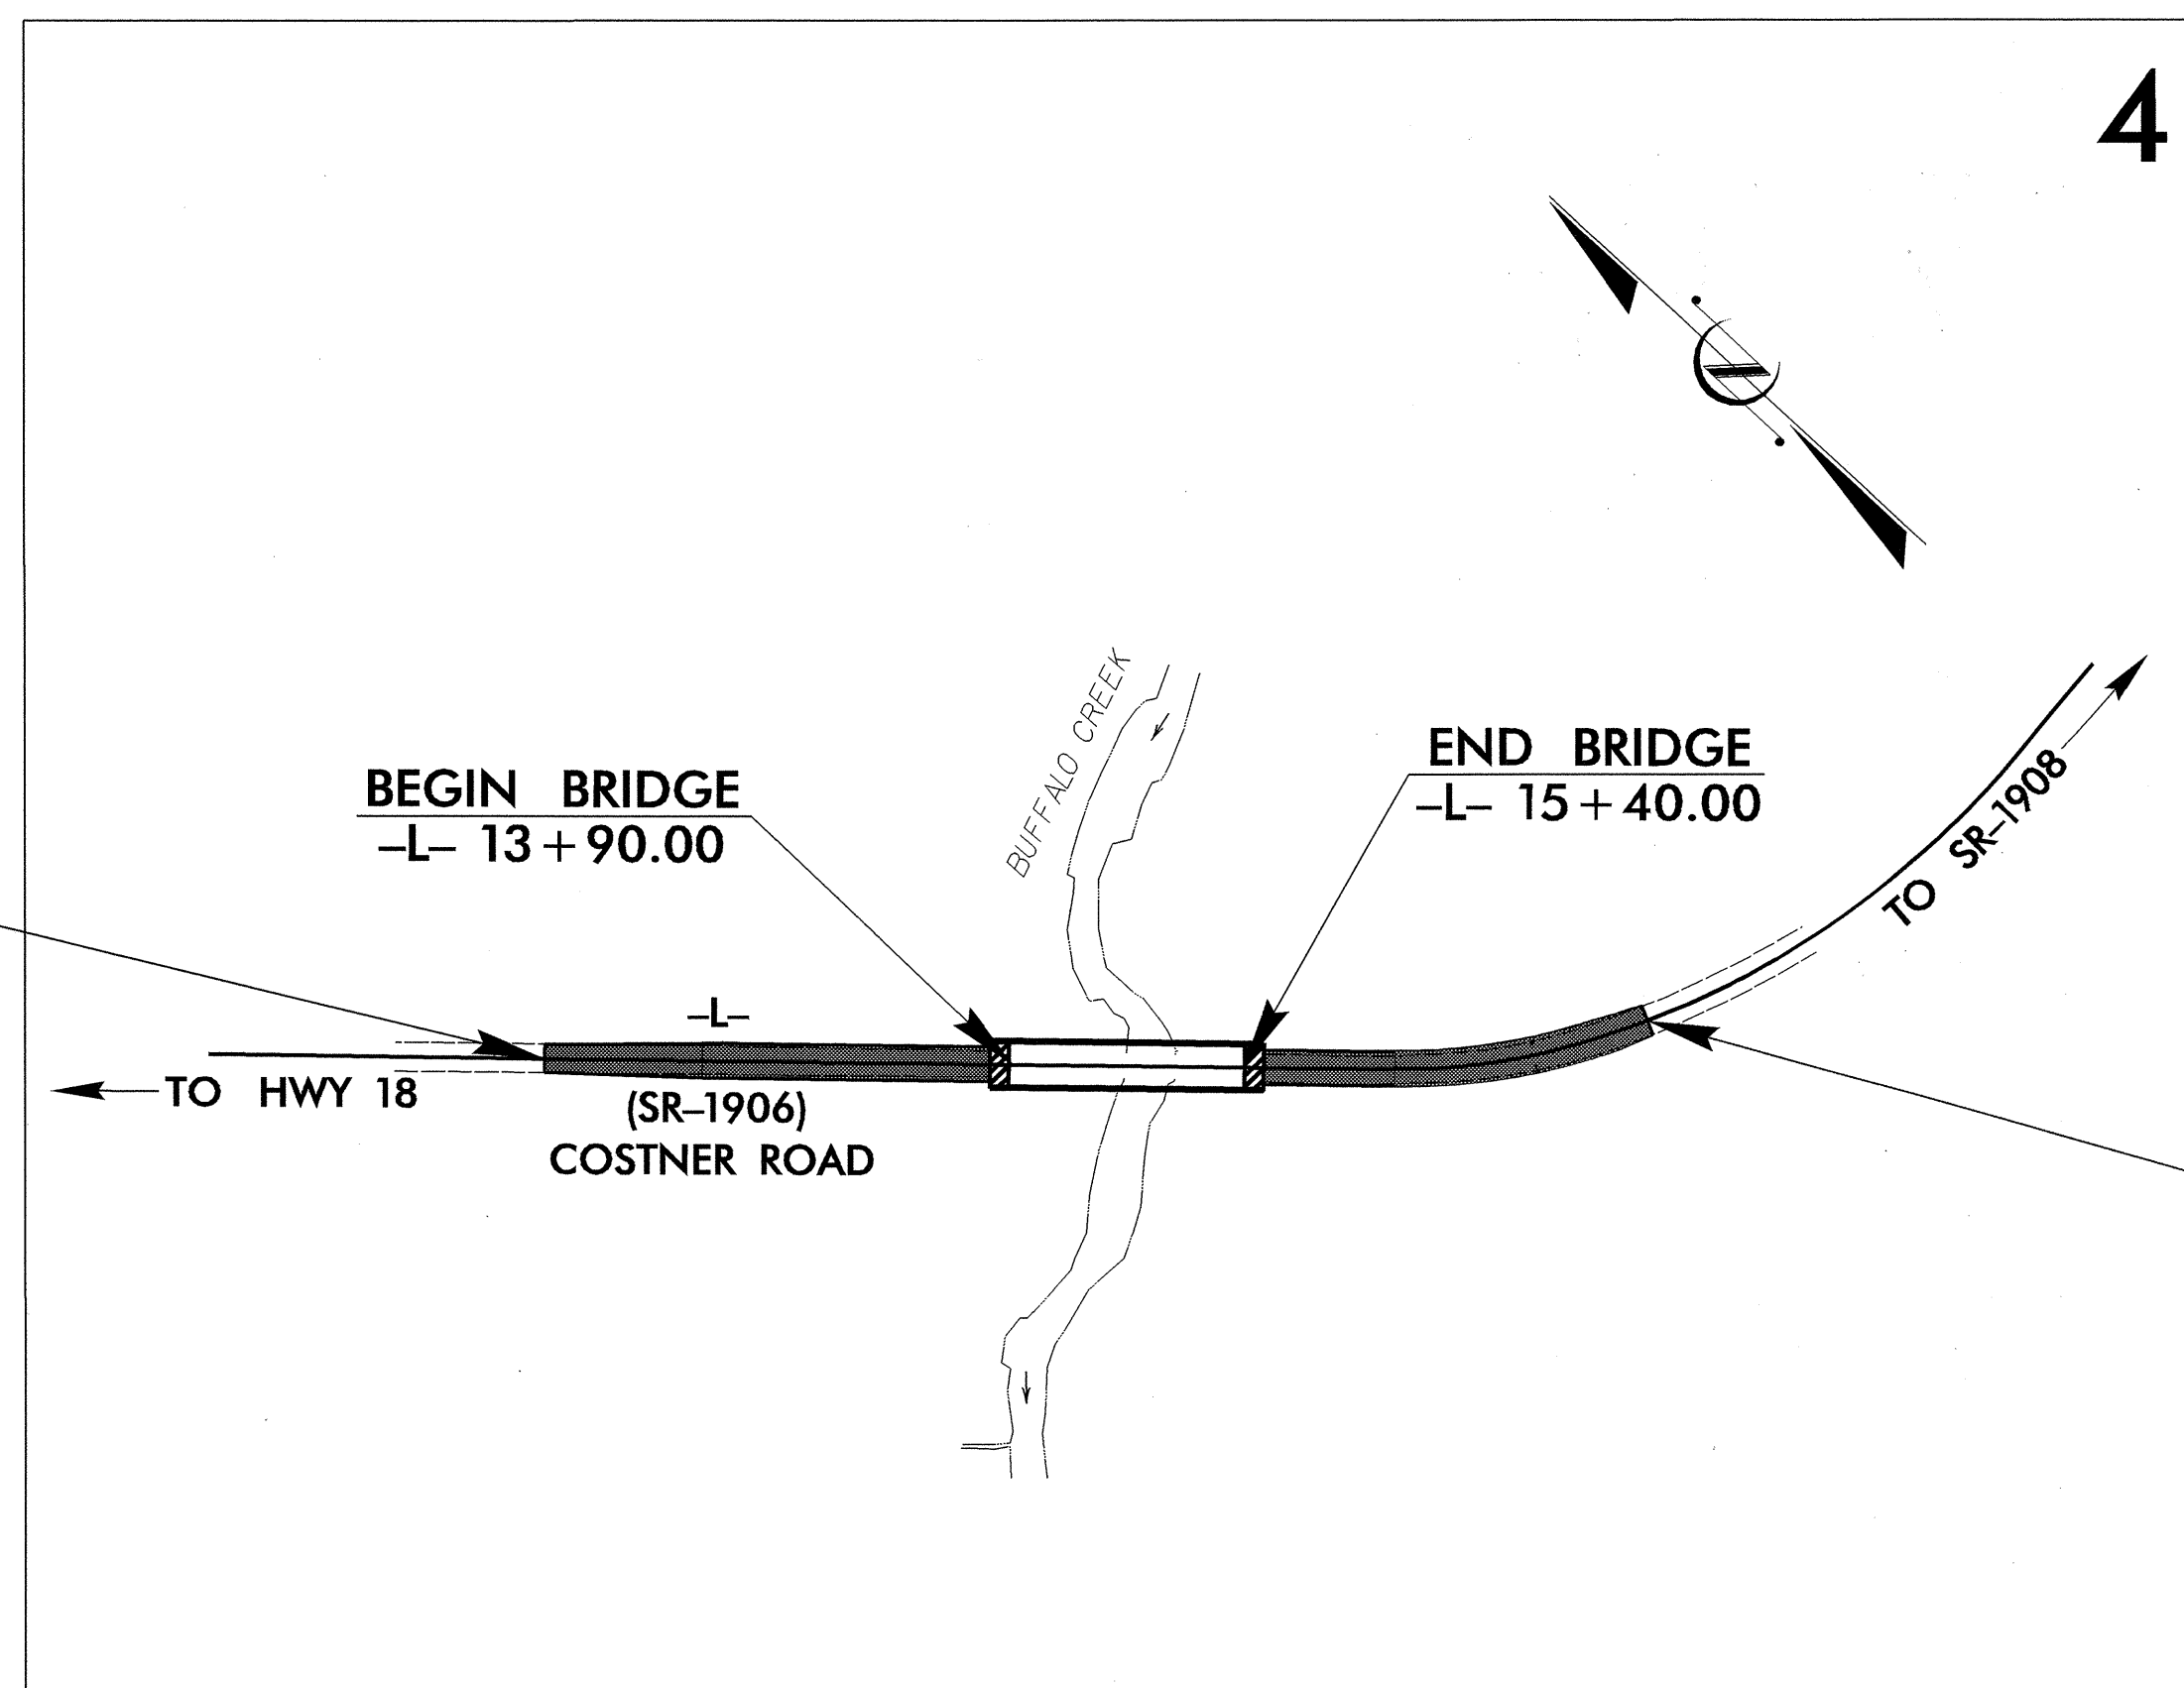 4
BUFFALO CREEK
END BRIDGE
-L- 15+40.00
BEGIN BRIDGE
-L- 13+90.00
TO SR-1908
-L-
TO HWY 18
(SR-1906)
COSTNER ROAD